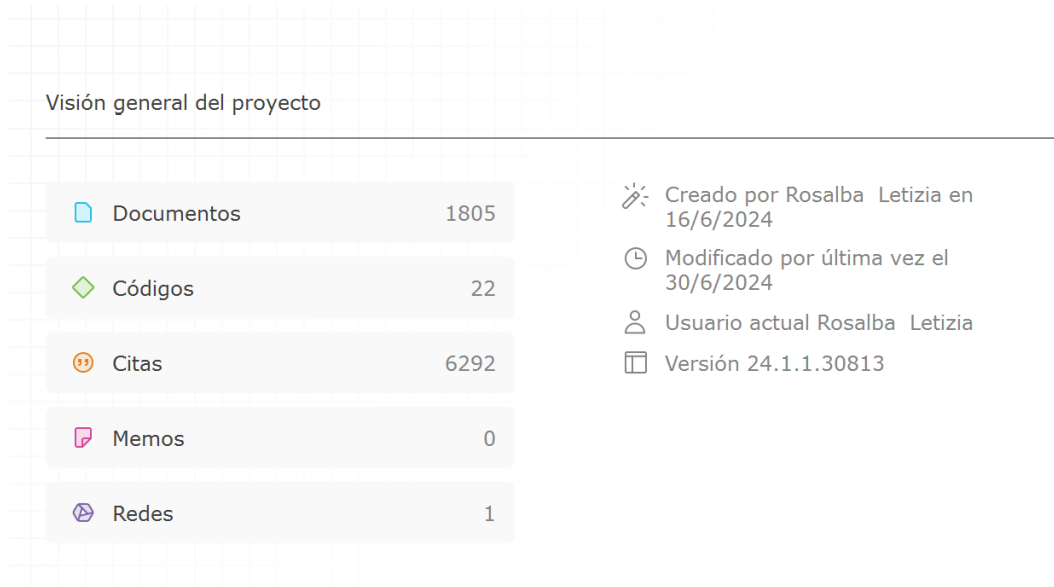 Visión general del proyecto
Documentos 1805
Códigos 22
Citas 6292
Memos 0
Redes 1
Creado por Rosalba  Letizia en
16/6/2024
Modificado por última vez el
30/6/2024
Usuario actual Rosalba  Letizia
Versión 24.1.1.30813